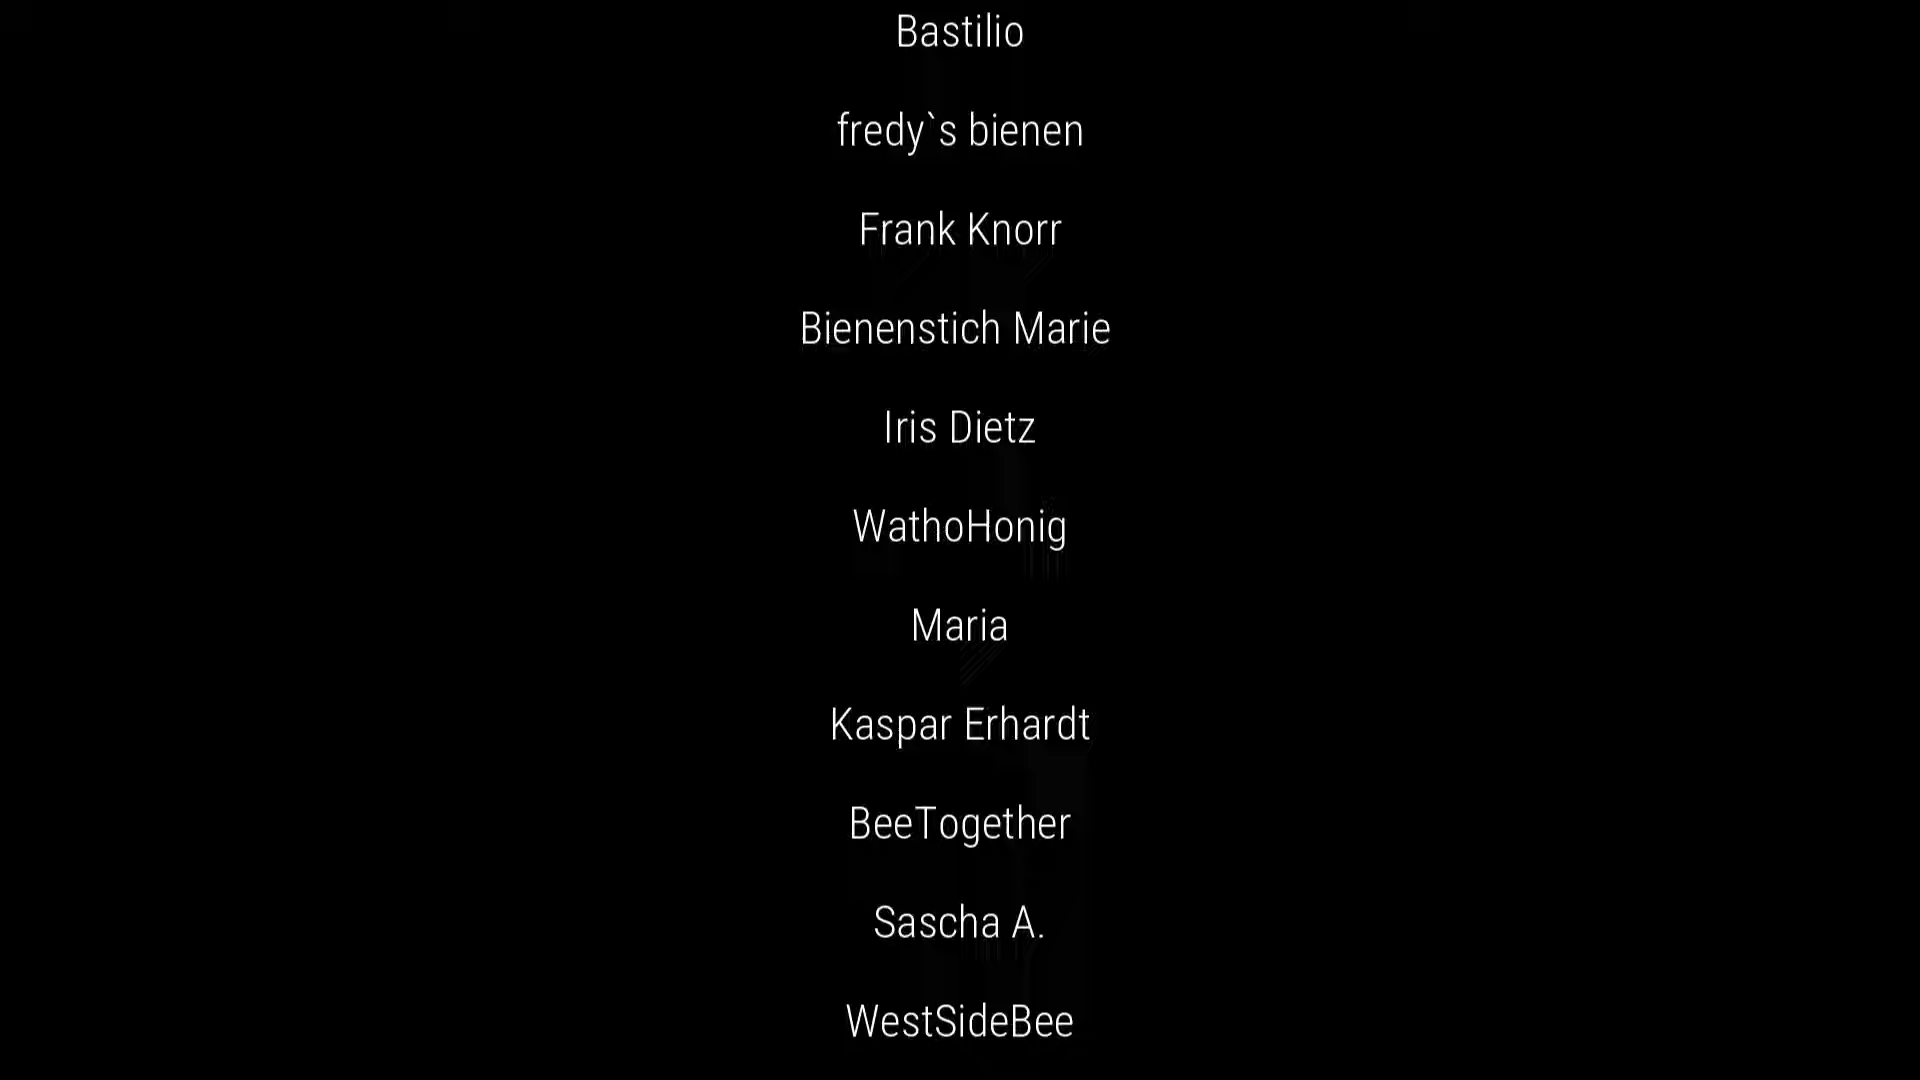 Bastilio
fredy`s bienen
Frank Knorr
Bienenstich Marie
Iris Dietz
WathoHonig
Maria
Kaspar Erhardt
BeeTogether
Sascha A.
WestSideBee